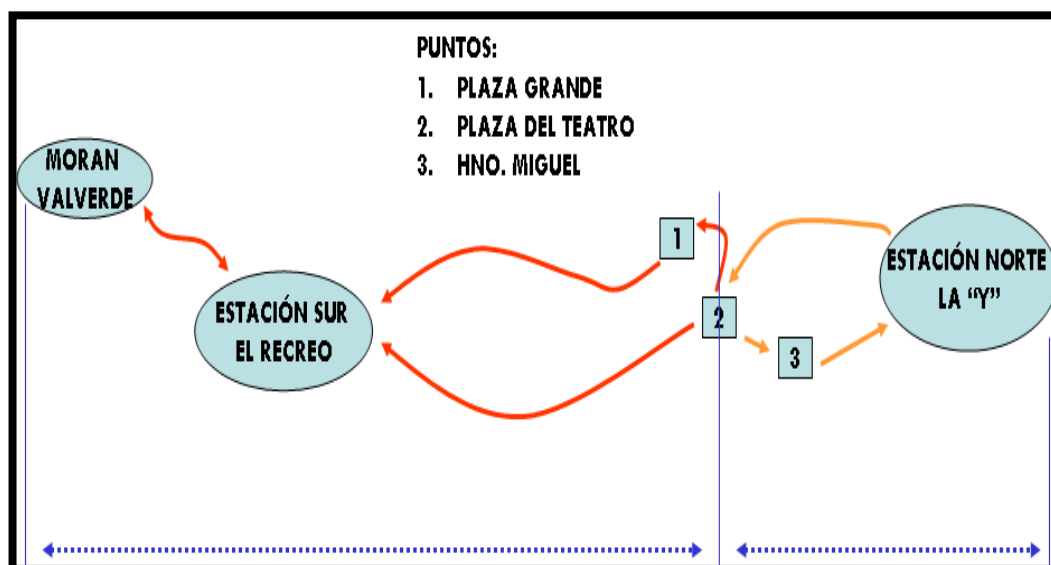 PUNTOS:
1. PLAZA GRANDE
2. PLAZA DEL TEATRO
3. HNO. MIGUEL
MORAN
VALVERDE
ESTACIÓN SUR
EL RECREO
1
2
3
ESTACIÓN NORTE
LA “Y”